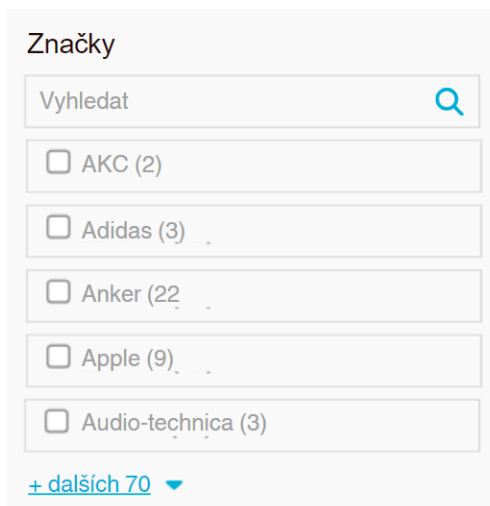 Značky
Vyhledat
AKC (2)
Adidas (3)
Anker (22
Apple (9)
Audio-technica (3)
+ dalších 70